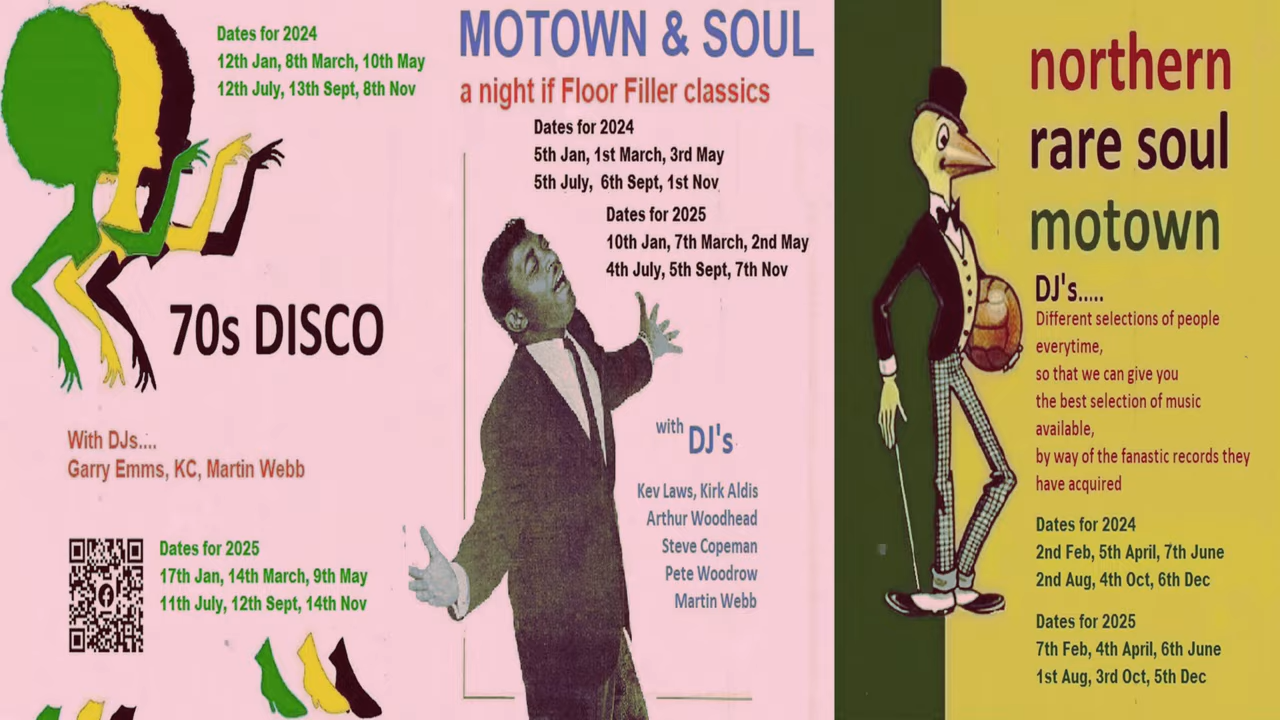 Dates for 2024
12th Jan, 8th March, 10th May
12th July, 13th Sept, 8th Nov
70s DISCO
With DJs....
Garry Emms, KC, Martin Webb
Dates for 2025
17th Jan, 14th March, 9th May
11th July, 12th Sept, 14th Nov
MOTOWN & SOUL
a night if Floor Filler classics
Dates for 2024
5th Jan, 1st March, 3rd May
5th July, 6th Sept, 1st Nov
Dates for 2025
10th Jan, 7th March, 2nd May
4th July, 5th Sept, 7th Nov
with DJ's
Kev Laws, Kirk Aldis
Arthur Woodhead
Steve Copeman
Pete Woodrow
Martin Webb
northern
rare soul
motown
DJ's.....
Different selections of people
everytime,
so that we can give you
the best selection of music
available,
by way of the fanastic records they
have acquired
Dates for 2024
2nd Feb, 5th April, 7th June
2nd Aug, 4th Oct, 6th Dec
Dates for 2025
7th Feb, 4th April, 6th June
1st Aug, 3rd Oct, 5th Dec